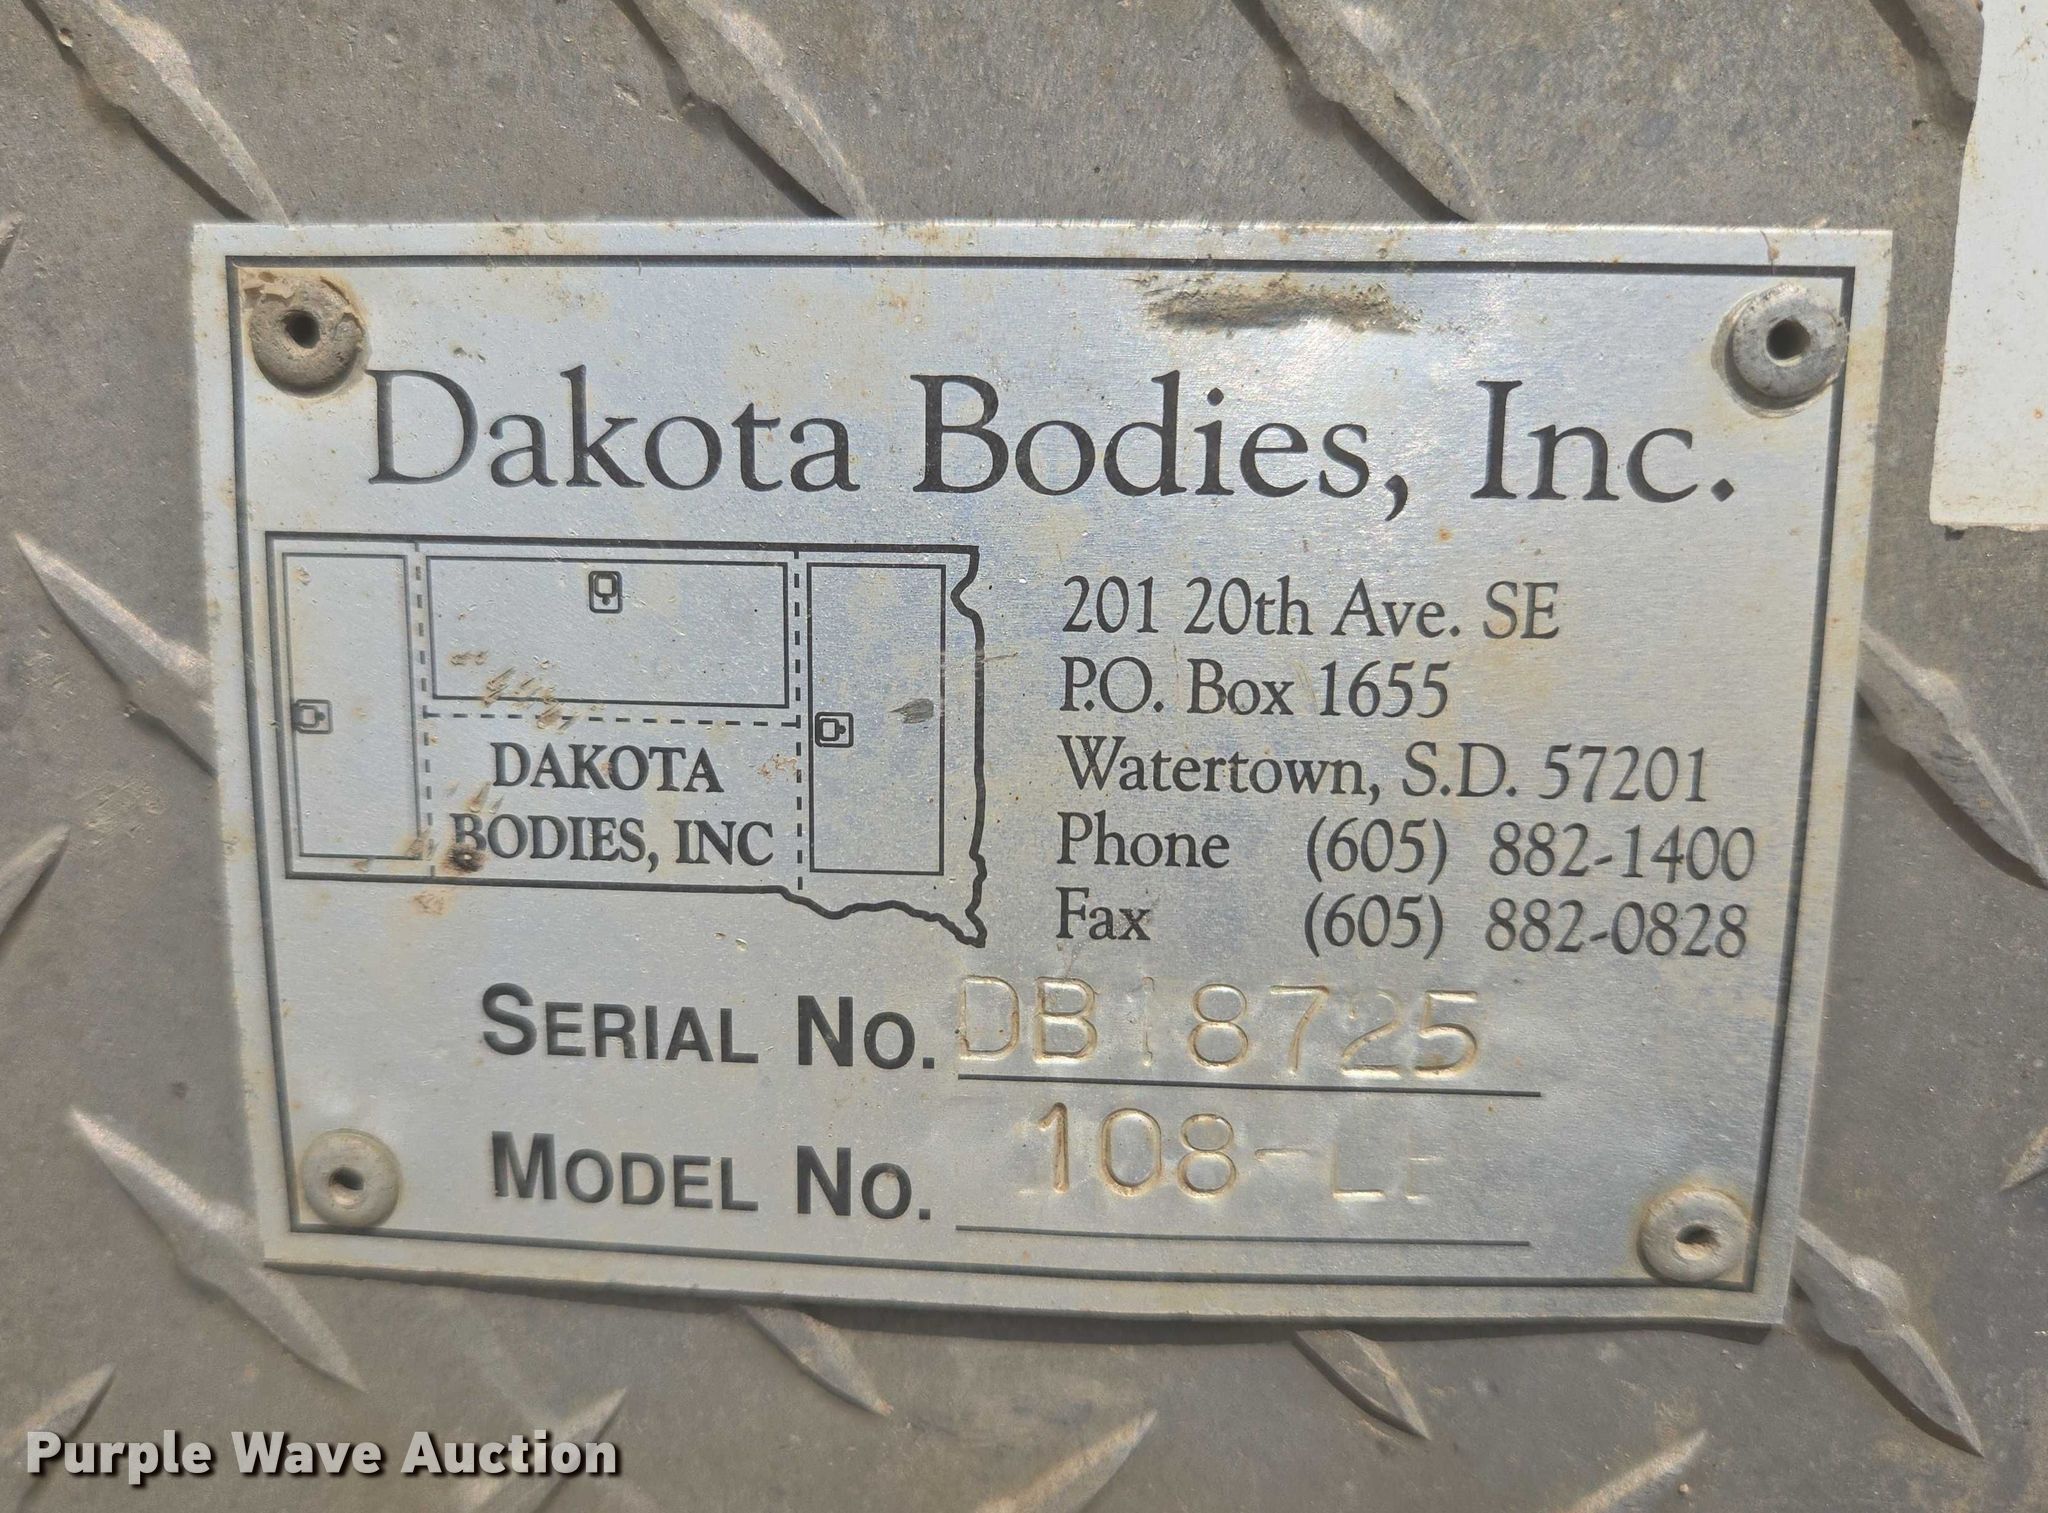 Dakota Bodies, Inc.
DAKOTA
BODIES, INC
201 20th Ave. SE
P.O. Box 1655
Watertown, S.D. 57201
Phone (605) 882-1400
Fax (605) 882-0828
SERIAL NO. DB18725
MODEL NO.
Purple Wave Auction